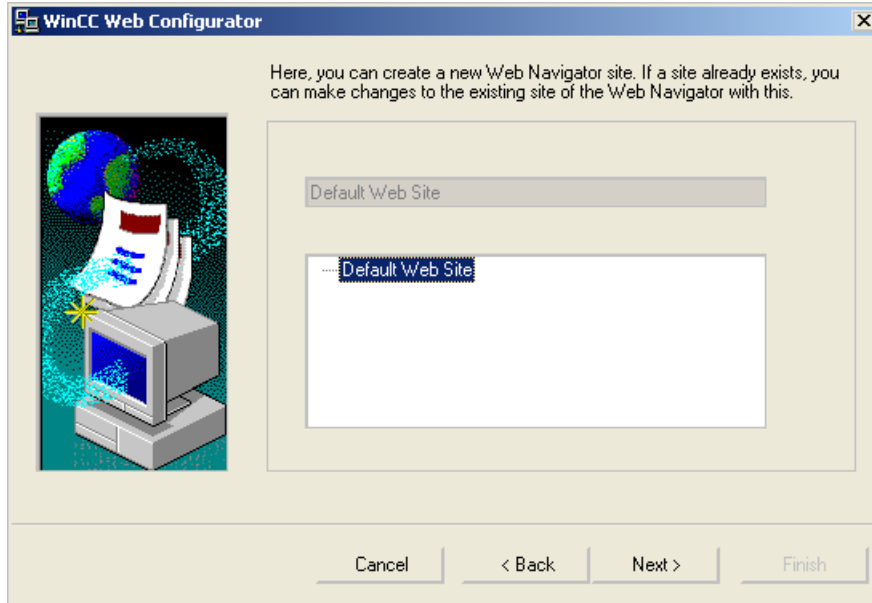 WinCC Web Configurator
Here, you can create a new Web Navigator site. If a site already exists, you
can make changes to the existing site of the Web Navigator with this.
Default Web Site
Default Web Site
Cancel
< Back
Next >
Finish